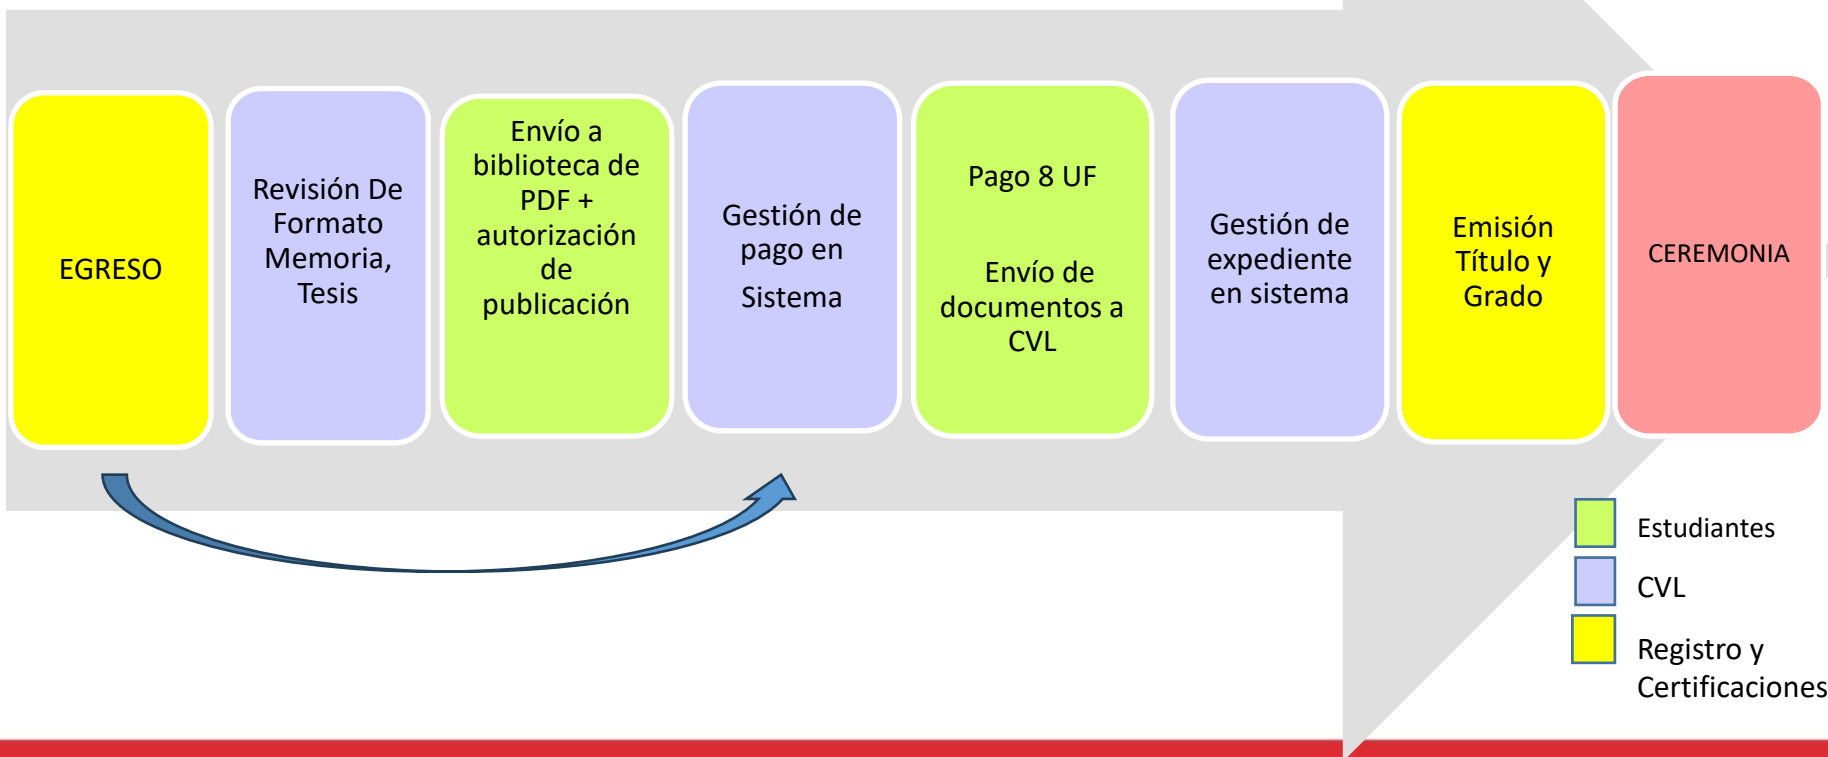 EGRESO
Revisión De
Formato
Memoria,
Tesis
Envío a
biblioteca de
PDF +
autorización
de
publicación
Gestión de
pago en
Sistema
Pago 8 UF
Envío de
documentos a
CVL
Gestión de
expediente
en sistema
Emisión
Título y
Grado
CEREMONIA
Estudiantes
CVL
Registro y
Certificaciones